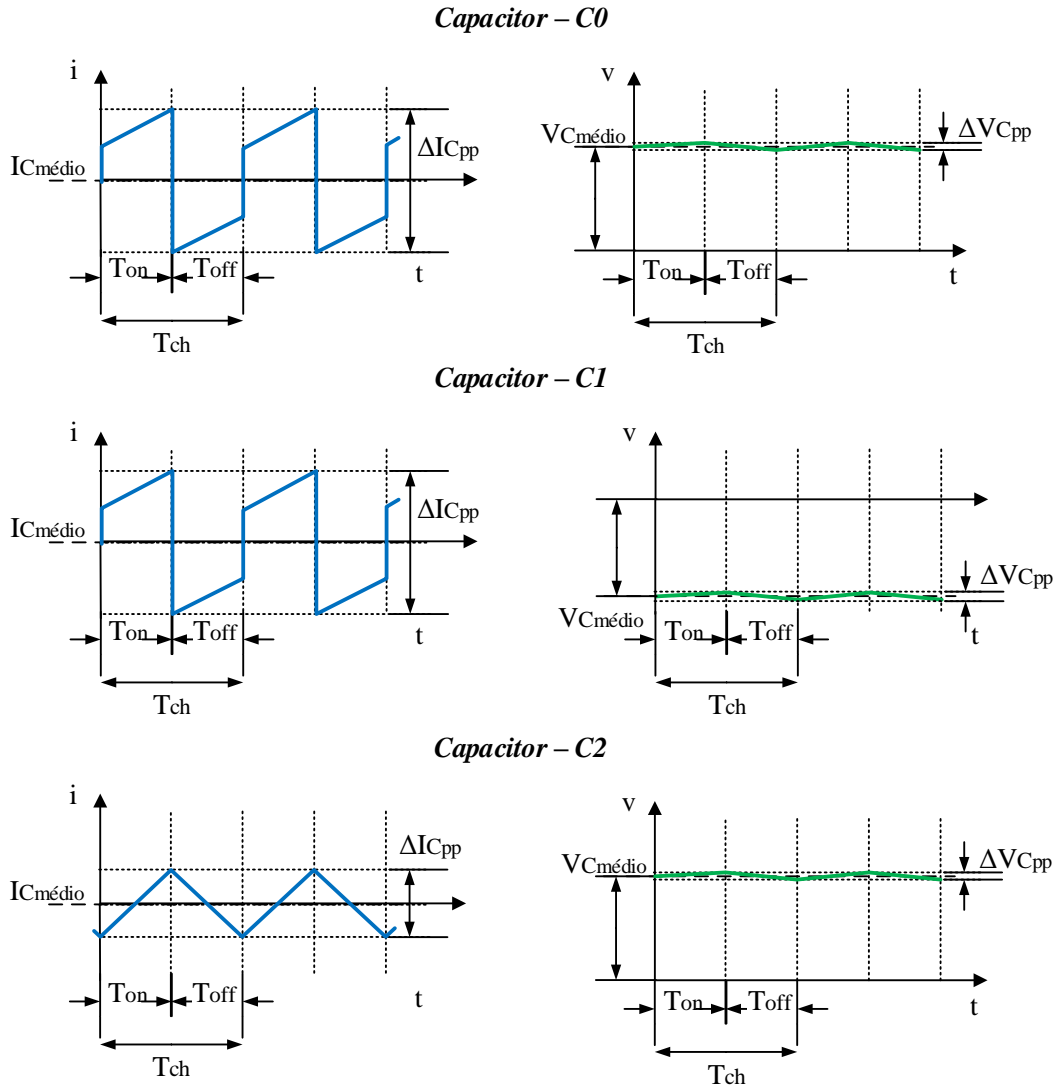 Capacitor – C0
i
ICmédio
ΔICpp
Ton
Toff
t
Tch
v
VCmédio
ΔVCpp
Ton
Toff
t
Tch
Capacitor – C1
i
ICmédio
ΔICpp
Ton
Toff
t
Tch
v
ΔVCpp
VCmédio
Ton
Toff
t
Tch
Capacitor – C2
i
ΔICpp
ICmédio
Ton
Toff
t
Tch
v
VCmédio
ΔVCpp
Ton
Toff
t
Tch